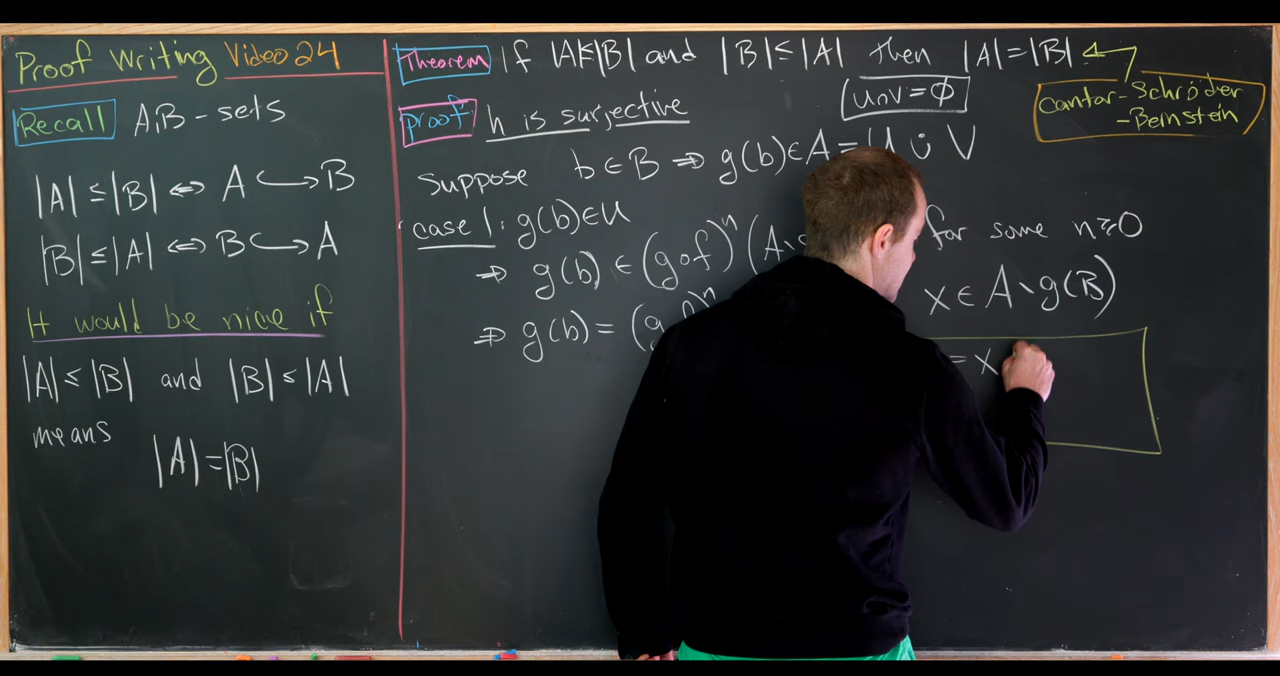 Proof Writing Video 24
Recall A,B - sets
|A| ≤ |B| ⇔ A ↪ B
|B| ≤ |A| ⇔ B ↪ A
It would be nice if
|A| ≤ |B| and |B| ≤ |A|
means
|A| = |B|
Theorem If |A| ≤ |B| and |B| ≤ |A| then |A| = |B|
Cantor-Schröder
-Bernstein
Proof: h is surjective
U∩V = ∅
Suppose b ∈ B ⇒ g(b) ∈ A = U ∪̇ V
case 1: g(b) ∈ U
⇒ g(b) ∈ (g∘f)ⁿ (A∖ for some n ≥ 0
⇒ g(b) = ( x ∈ A∖g(B)
= x